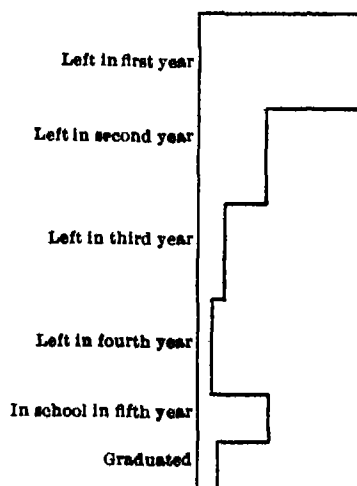 Left in first year
Left in second year
Left in third year
Left in fourth year
In school in fifth year
Graduated